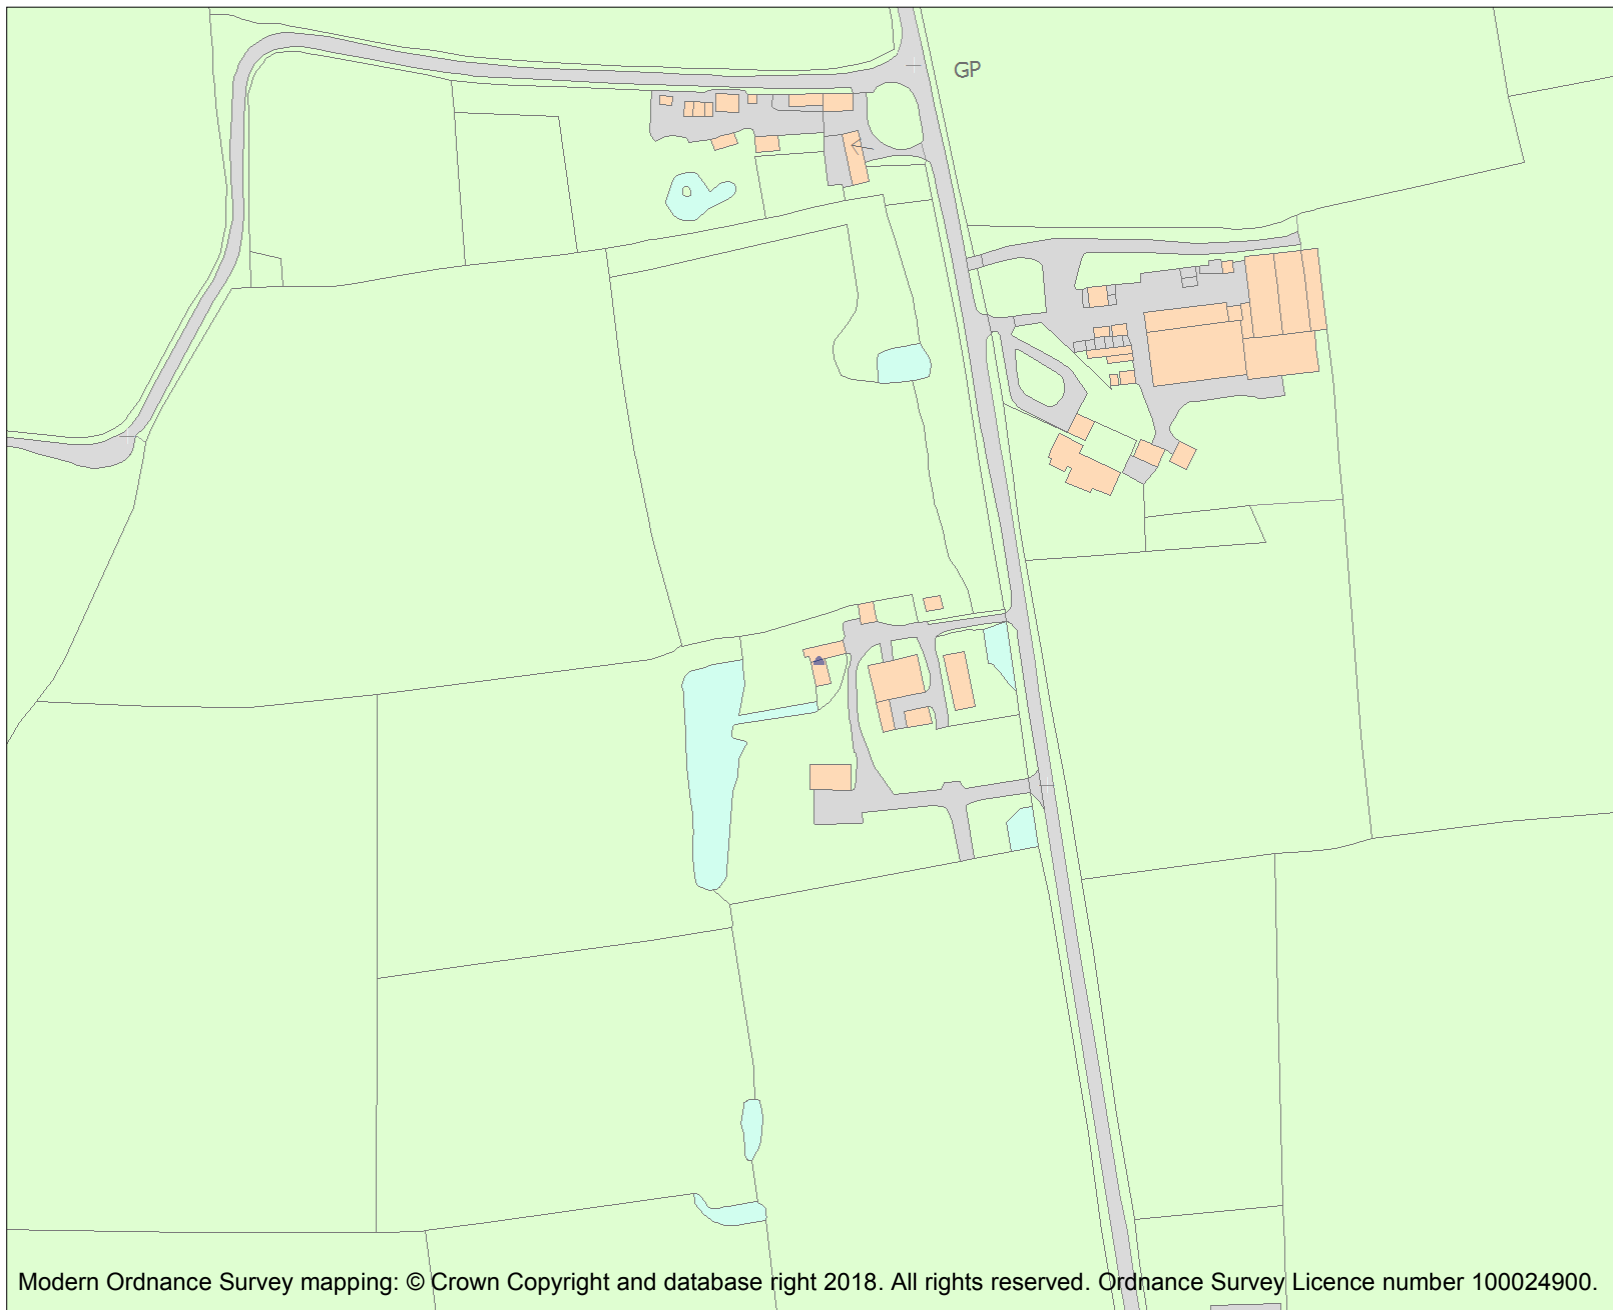 GP
Modern Ordnance Survey mapping: © Crown Copyright and database right 2018. All rights reserved. Ordnance Survey Licence number 100024900.